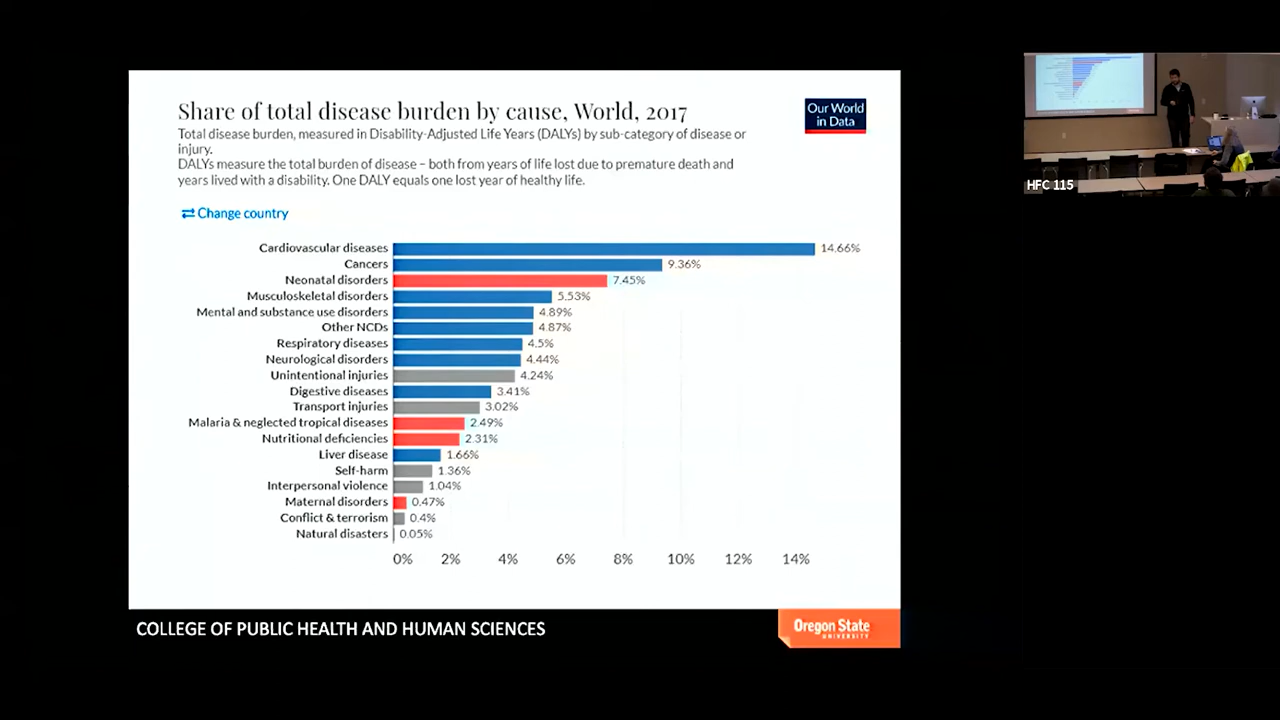 Share of total disease burden by cause, World, 2017
Our World
in Data
Total disease burden, measured in Disability-Adjusted Life Years (DALYs) by sub-category of disease or
injury.
DALYs measure the total burden of disease – both from years of life lost due to premature death and
years lived with a disability. One DALY equals one lost year of healthy life.
Change country
Cardiovascular diseases 14.66%
Cancers 9.36%
Neonatal disorders 7.45%
Musculoskeletal disorders 5.53%
Mental and substance use disorders 4.89%
Other NCDs 4.87%
Respiratory diseases 4.5%
Neurological disorders 4.44%
Unintentional injuries 4.24%
Digestive diseases 3.41%
Transport injuries 3.02%
Malaria & neglected tropical diseases 2.49%
Nutritional deficiencies 2.31%
Liver disease 1.66%
Self-harm 1.36%
Interpersonal violence 1.04%
Maternal disorders 0.47%
Conflict & terrorism 0.4%
Natural disasters 0.05%
0% 2% 4% 6% 8% 10% 12% 14%
COLLEGE OF PUBLIC HEALTH AND HUMAN SCIENCES
Oregon State
UNIVERSITY
HFC 115